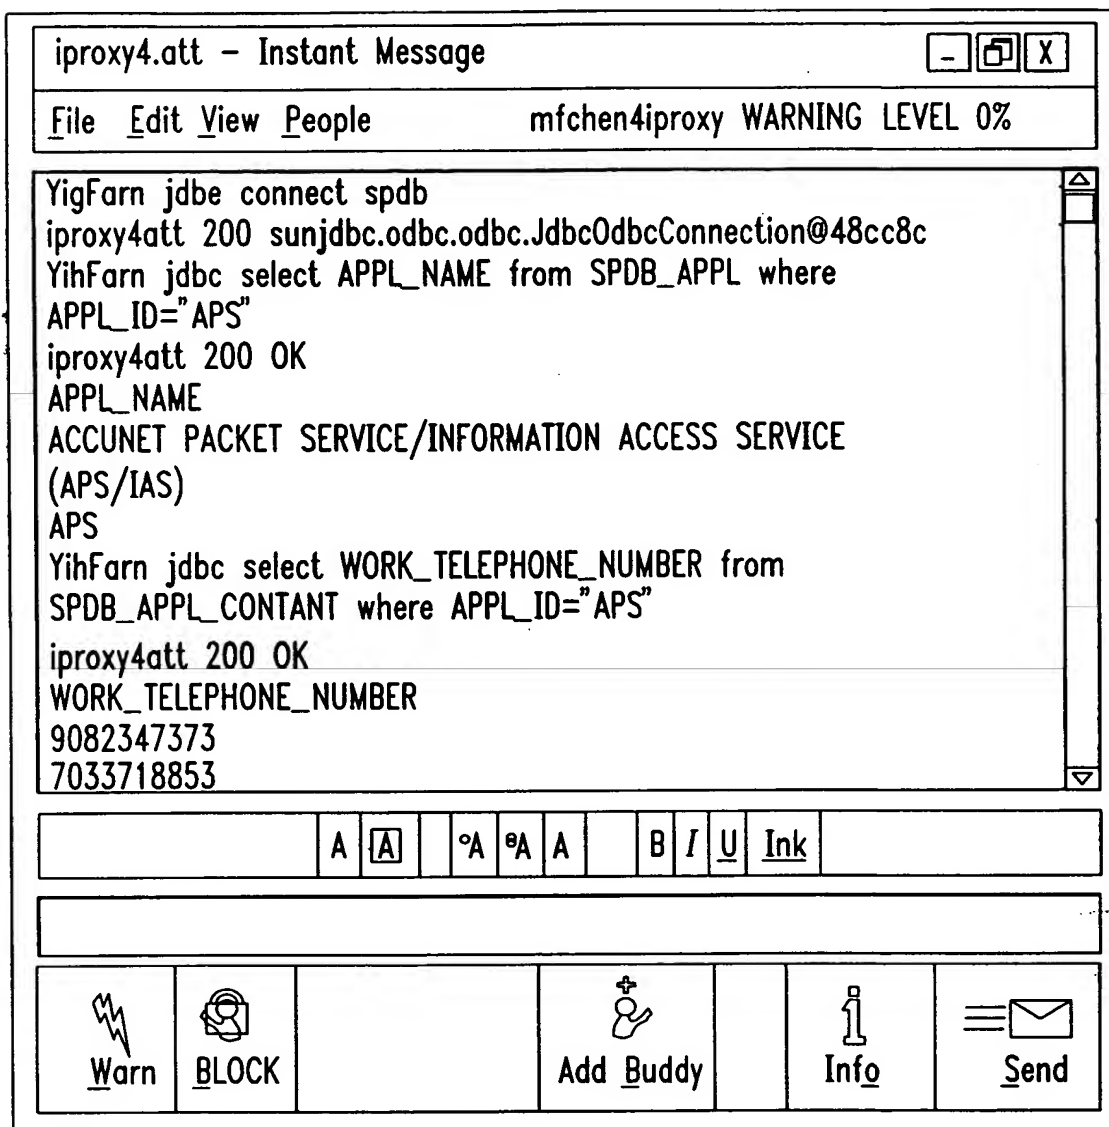 iproxy4.att – Instant Message
File Edit View People mfchen4iproxy WARNING LEVEL 0%
YigFarn jdbe connect spdb
iproxy4att 200 sunjdbc.odbc.odbc.JdbcOdbcConnection@48cc8c
YihFarn jdbc select APPL_NAME from SPDB_APPL where
APPL_ID="APS"
iproxy4att 200 OK
APPL_NAME
ACCUNET PACKET SERVICE/INFORMATION ACCESS SERVICE
(APS/IAS)
APS
YihFarn jdbc select WORK_TELEPHONE_NUMBER from
SPDB_APPL_CONTANT where APPL_ID="APS"
iproxy4att 200 OK
WORK_TELEPHONE_NUMBER
9082347373
7033718853
A A °A ᶿA A B I U Ink
Warn BLOCK Add Buddy Info Send